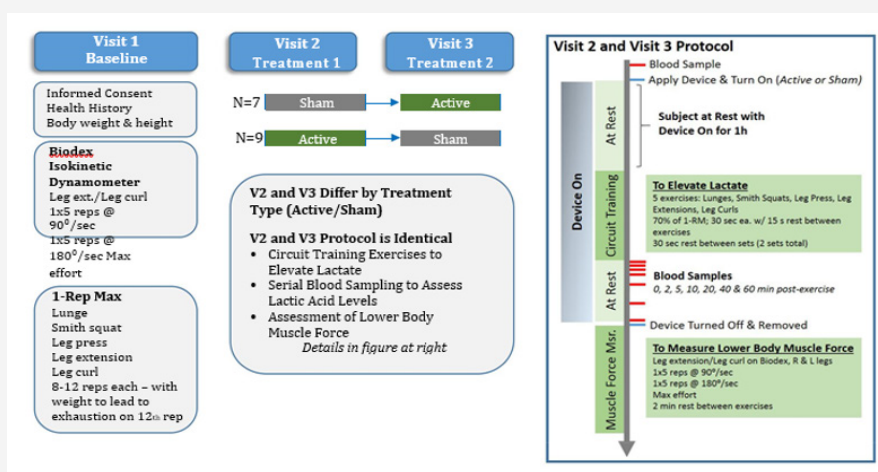 Visit 1
Baseline
Informed Consent
Health History
Body weight & height
Biodex
Isokinetic
Dynamometer
Leg ext./Leg curl
1x5 reps @
90⁰/sec
1x5 reps @
180⁰/sec Max
effort
1-Rep Max
Lunge
Smith squat
Leg press
Leg extension
Leg curl
8-12 reps each – with
weight to lead to
exhaustion on 12th rep
Visit 2
Treatment 1
Visit 3
Treatment 2
N=7
Sham
Active
N=9
Active
Sham
V2 and V3 Differ by Treatment
Type (Active/Sham)
V2 and V3 Protocol is Identical
• Circuit Training Exercises to
Elevate Lactate
• Serial Blood Sampling to Assess
Lactic Acid Levels
• Assessment of Lower Body
Muscle Force
Details in figure at right
Visit 2 and Visit 3 Protocol
Blood Sample
Apply Device & Turn On (Active or Sham)
Device On
At Rest
Subject at Rest with
Device On for 1h
Circuit Training
To Elevate Lactate
5 exercises: Lunges, Smith Squats, Leg Press, Leg
Extensions, Leg Curls
70% of 1-RM; 30 sec ea. w/ 15 s rest between
exercises
30 sec rest between sets (2 sets total)
At Rest
Blood Samples
0, 2, 5, 10, 20, 40 & 60 min post-exercise
Device Turned Off & Removed
Muscle Force Msr.
To Measure Lower Body Muscle Force
Leg extension/Leg curl on Biodex, R & L legs
1x5 reps @ 90⁰/sec
1x5 reps @ 180⁰/sec
Max effort
2 min rest between exercises